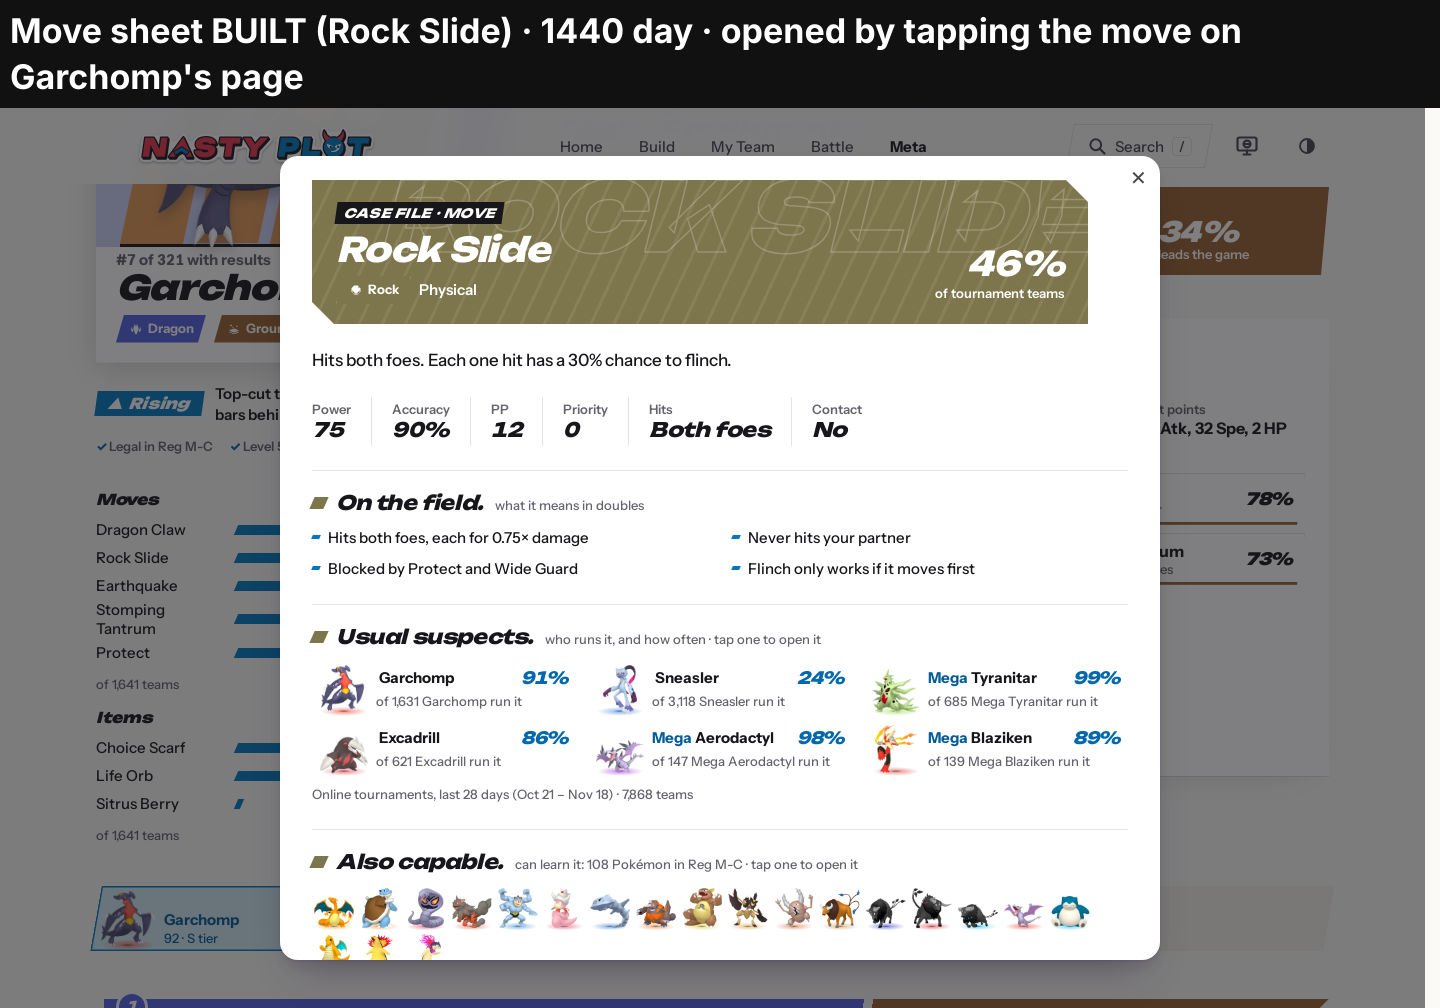 Move sheet BUILT (Rock Slide) · 1440 day · opened by tapping the move on
Garchomp's page
NASTY PLOT
Home
Build
My Team
Battle
Meta
Search /
ROCK SLIDE
CASE FILE · MOVE
Rock Slide
Rock
Physical
46%
of tournament teams
34%
eads the game
#7 of 321 with results
Garcho
Dragon
Groun
Hits both foes. Each one hit has a 30% chance to flinch.
Rising
Top-cut t
bars behi
Legal in Reg M-C
Level 5
Power
75
Accuracy
90%
PP
12
Priority
0
Hits
Both foes
Contact
No
t points
Atk, 32 Spe, 2 HP
78%
um
es
73%
On the field.
what it means in doubles
Hits both foes, each for 0.75× damage
Never hits your partner
Blocked by Protect and Wide Guard
Flinch only works if it moves first
Moves
Dragon Claw
Rock Slide
Earthquake
Stomping
Tantrum
Protect
of 1,641 teams
Items
Choice Scarf
Life Orb
Sitrus Berry
of 1,641 teams
Usual suspects.
who runs it, and how often · tap one to open it
Garchomp
91%
of 1,631 Garchomp run it
Sneasler
24%
of 3,118 Sneasler run it
Mega Tyranitar
99%
of 685 Mega Tyranitar run it
Excadrill
86%
of 621 Excadrill run it
Mega Aerodactyl
98%
of 147 Mega Aerodactyl run it
Mega Blaziken
89%
of 139 Mega Blaziken run it
Online tournaments, last 28 days (Oct 21 – Nov 18) · 7,868 teams
Also capable.
can learn it: 108 Pokémon in Reg M-C · tap one to open it
Garchomp
92 · S tier
1